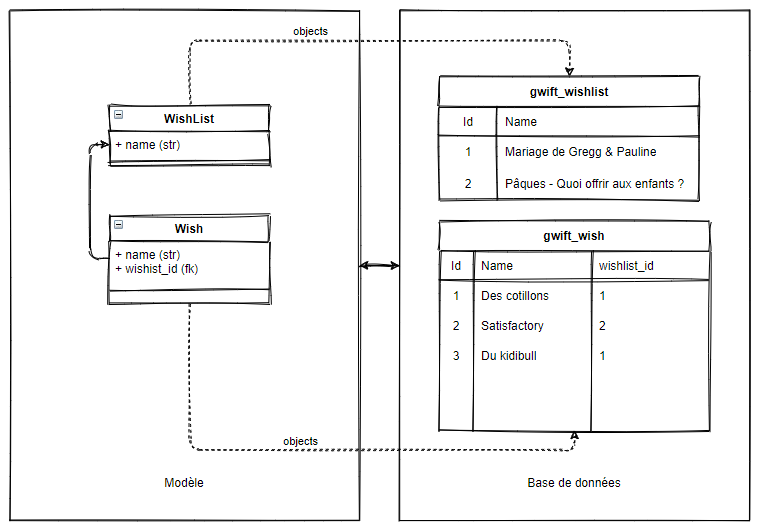 objects
WishList
+ name (str)
Wish
+ name (str)
+ wishist_id (fk)
objects
Modèle
gwift_wishlist
Id Name
1 Mariage de Gregg & Pauline
2 Pâques - Quoi offrir aux enfants ?
gwift_wish
Id Name wishlist_id
1 Des cotillons 1
2 Satisfactory 2
3 Du kidibull 1
Base de données